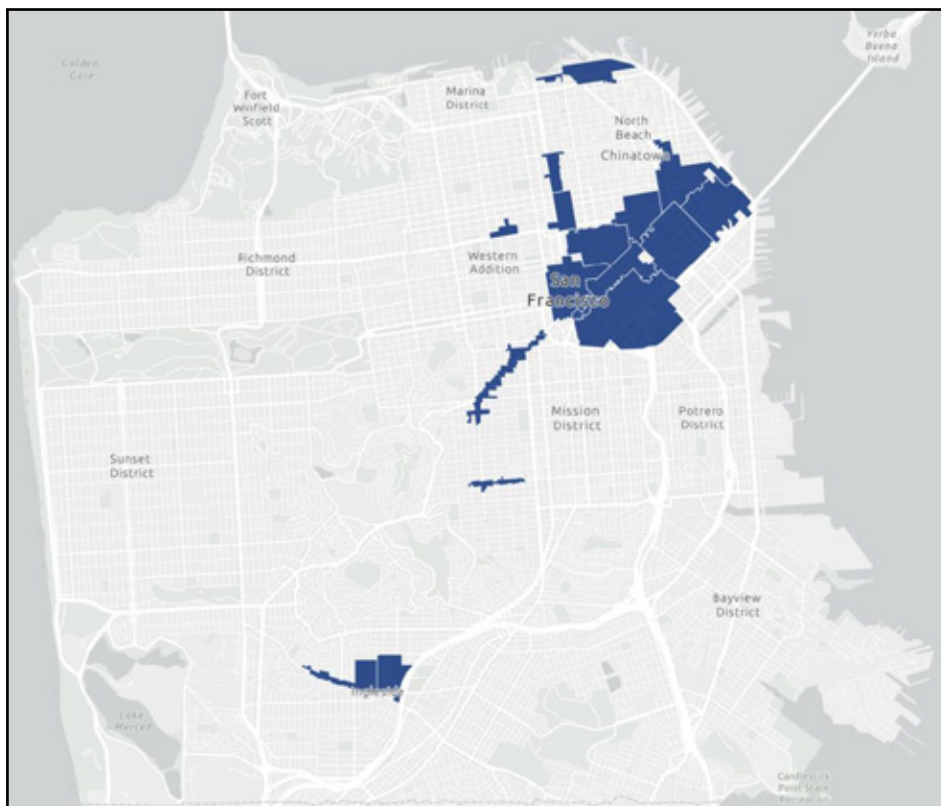 Yerba
Buena
Island
Golden
Gate
Marina
District
Fort
Winfield
Scott
North
Beach
Chinatown
Richmond
District
Western
Addition
San
Francisco
Mission
District
Potrero
District
Sunset
District
Bayview
District
Ingleside
Lake
Merced
Candlestick
Point State
Recreation